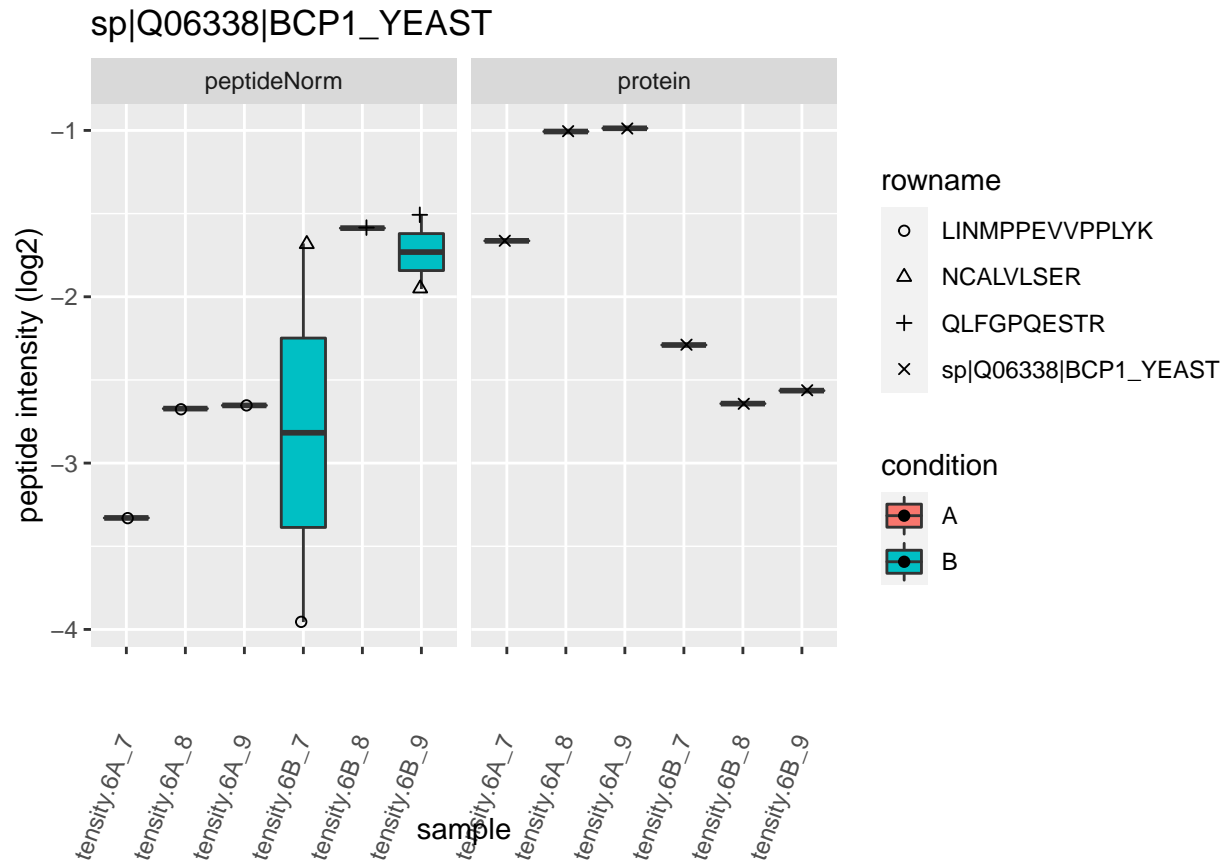 sp|Q06338|BCP1_YEAST
peptideNorm
protein
peptide intensity (log2)
−1
−2
−3
−4
tensity.6A_7
tensity.6A_8
tensity.6A_9
tensity.6B_7
tensity.6B_8
tensity.6B_9
tensity.6A_7
tensity.6A_8
tensity.6A_9
tensity.6B_7
tensity.6B_8
tensity.6B_9
sample
rowname
LINMPPEVVPPLYK
NCALVLSER
QLFGPQESTR
sp|Q06338|BCP1_YEAST
condition
A
B